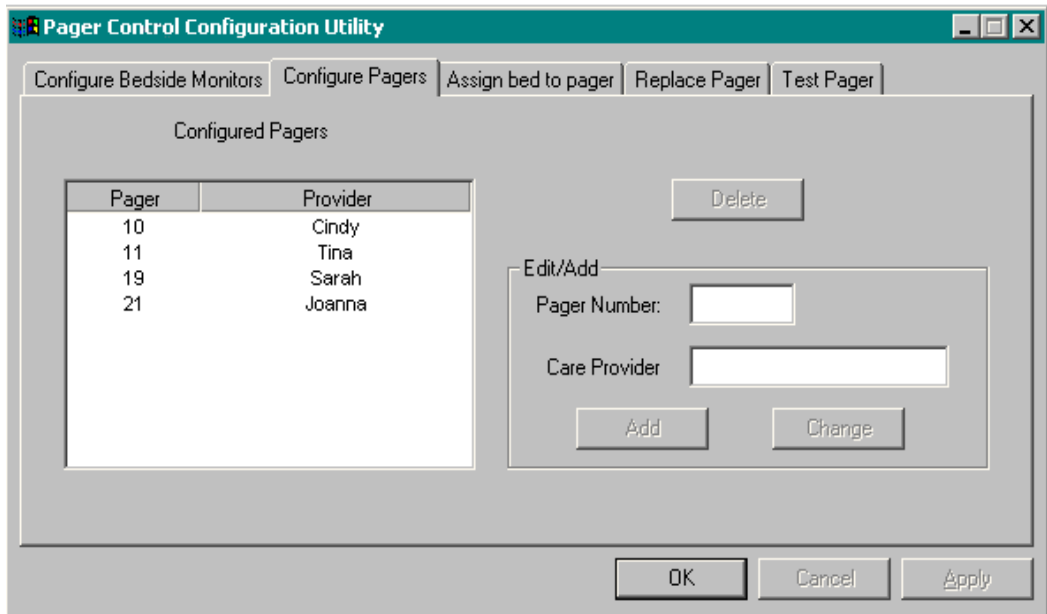 Pager Control Configuration Utility
Configure Bedside Monitors Configure Pagers Assign bed to pager Replace Pager Test Pager
Configured Pagers
Pager Provider
10 Cindy
11 Tina
19 Sarah
21 Joanna
Delete
Edit/Add
Pager Number:
Care Provider
Add Change
OK Cancel Apply